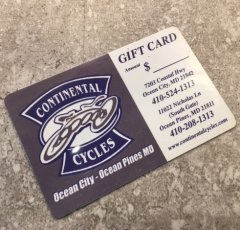 CONTINENTAL
CYCLES
Ocean City - Ocean Pines MD
GIFT CARD
Amount $
7203 Coastal Hwy
Ocean City, MD 21842
410-524-1313
11022 Nicholas Ln
(South Gate)
Ocean Pines, MD 21811
410-208-1313
www.continentalcycles.com